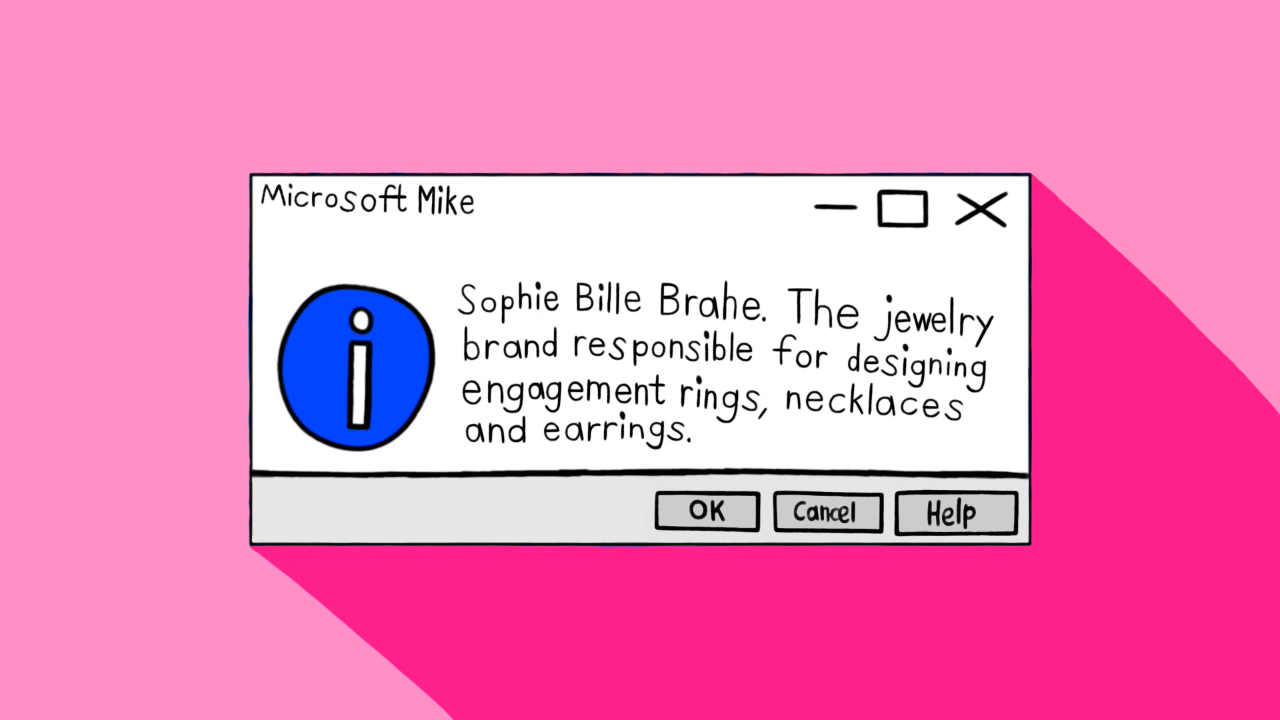 Microsoft Mike
Sophie Bille Brahe. The jewelry
brand responsible for designing
engagement rings, necklaces
and earrings.
OK Cancel Help